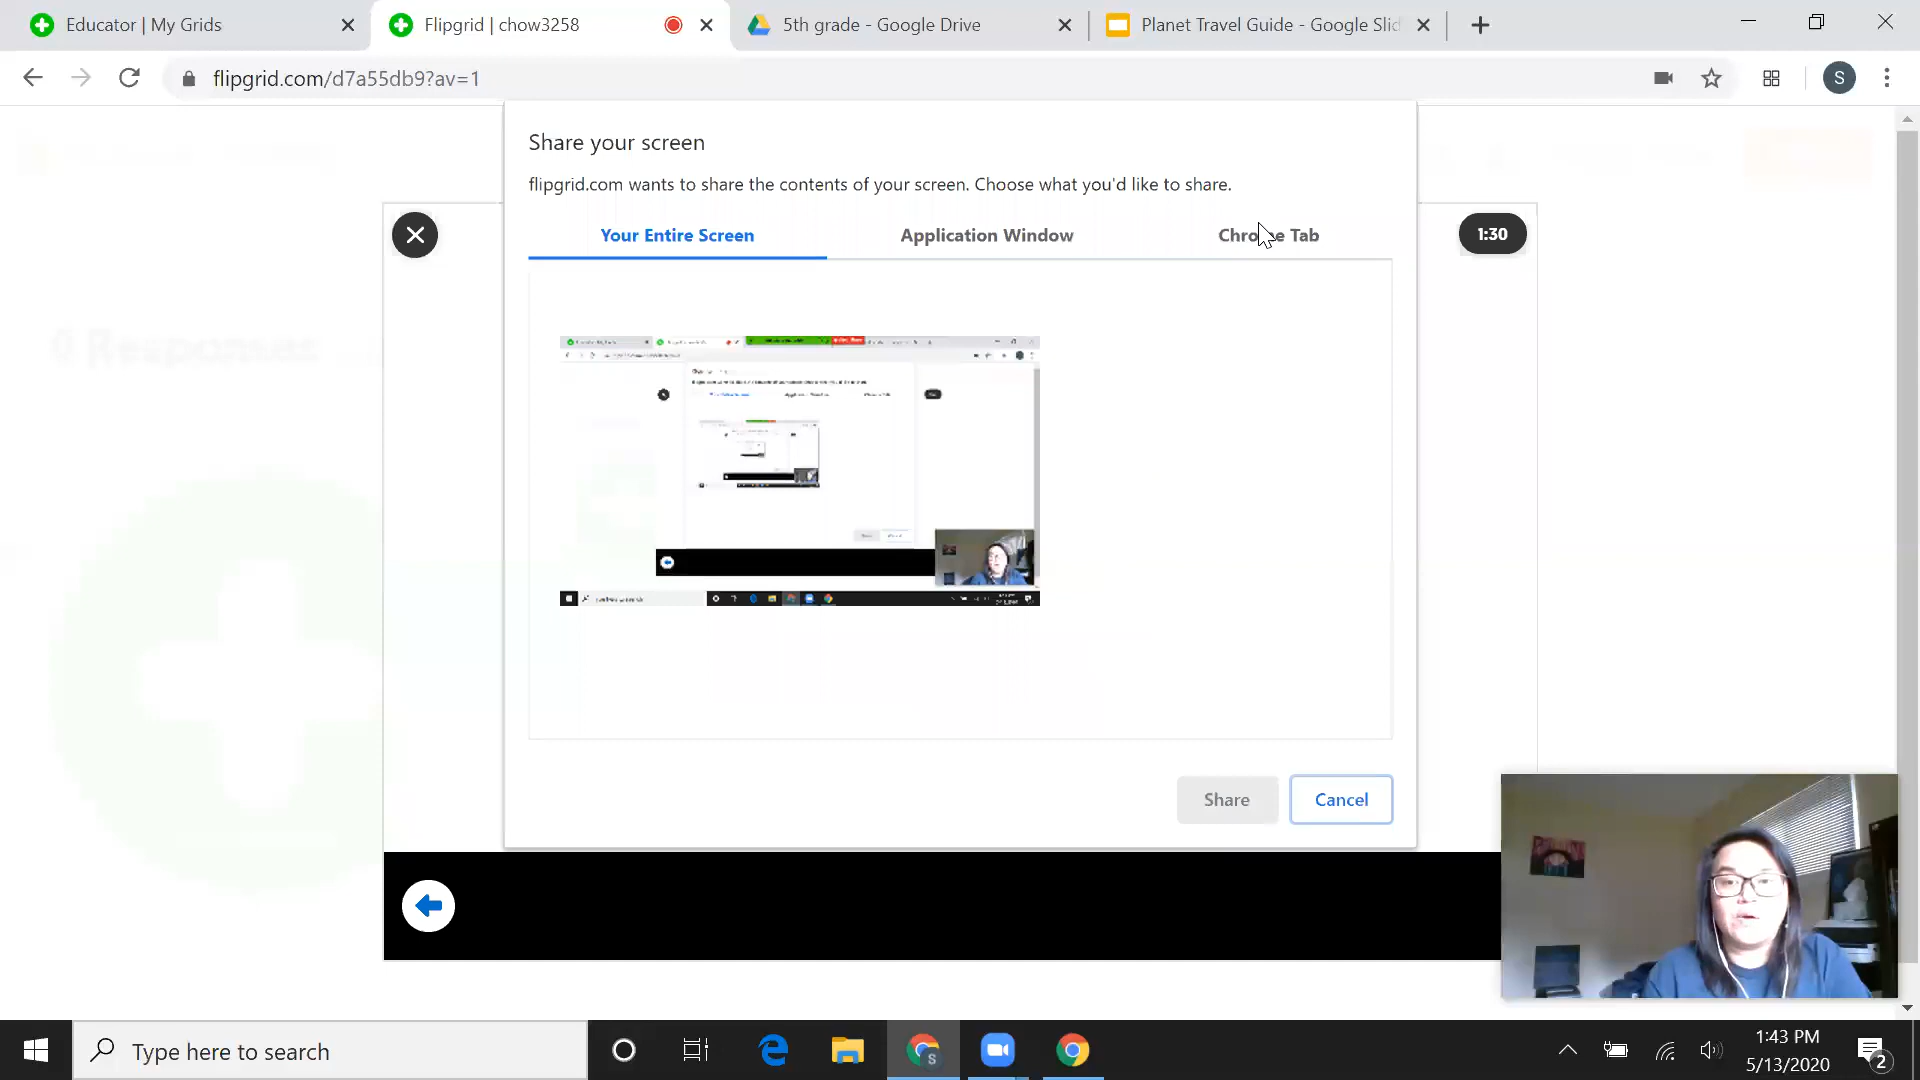 Educator | My Grids
Flipgrid | chow3258
5th grade - Google Drive
Planet Travel Guide - Google Slid
flipgrid.com/d7a55db9?av=1
S
Share your screen
flipgrid.com wants to share the contents of your screen. Choose what you'd like to share.
Your Entire Screen
Application Window
Chrome Tab
1:30
Responses
Share
Cancel
Type here to search
S
1:43 PM
5/13/2020
2